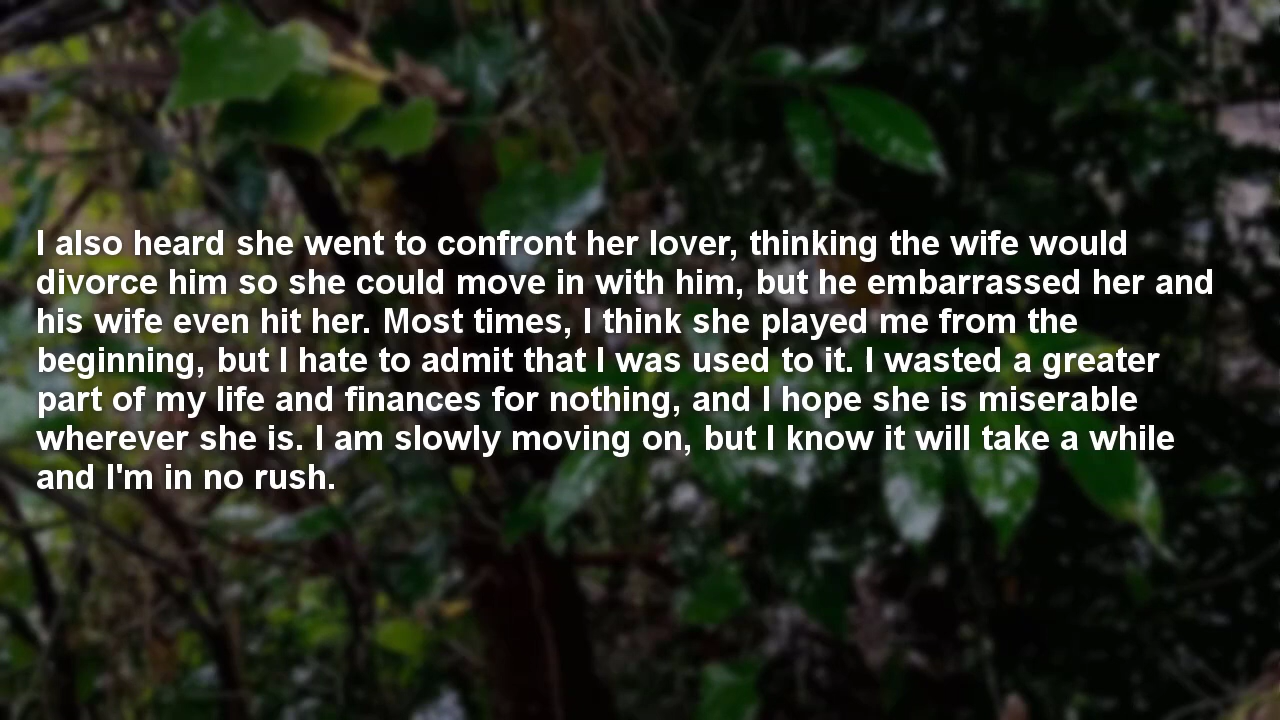 I also heard she went to confront her lover, thinking the wife would
divorce him so she could move in with him, but he embarrassed her and
his wife even hit her. Most times, I think she played me from the
beginning, but I hate to admit that I was used to it. I wasted a greater
part of my life and finances for nothing, and I hope she is miserable
wherever she is. I am slowly moving on, but I know it will take a while
and I'm in no rush.